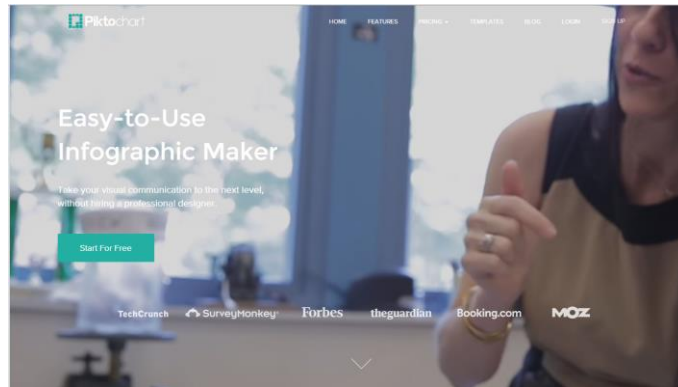 Piktochart
HOME FEATURES PRICING TEMPLATES BLOG LOGIN SIGN UP
Easy-to-Use
Infographic Maker
Take your visual communication to the next level,
without hiring a professional designer.
Start For Free
TechCrunch SurveyMonkey Forbes theguardian Booking.com MOZ